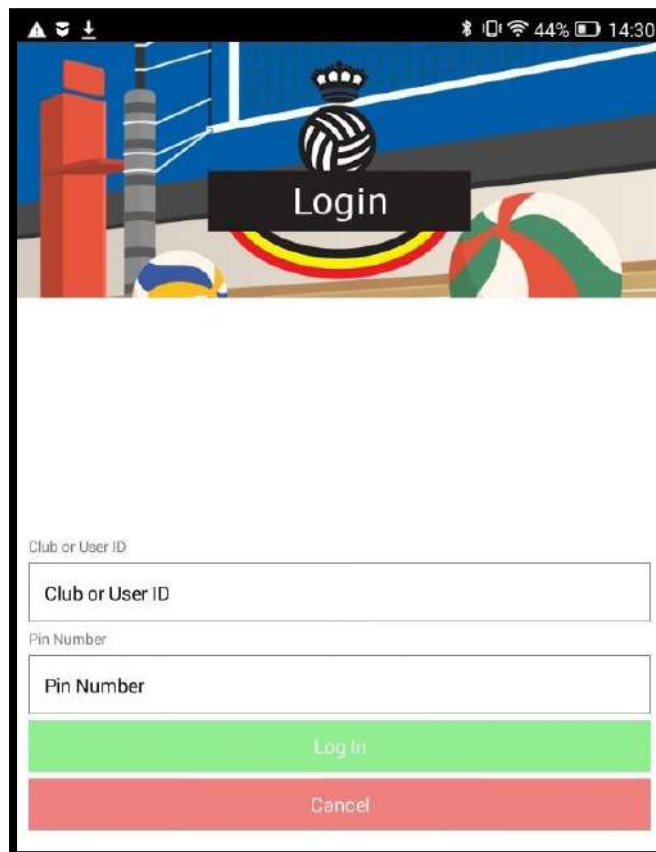 44% 14:30
Login
Club or User ID
Club or User ID
Pin Number
Pin Number
Log In
Cancel